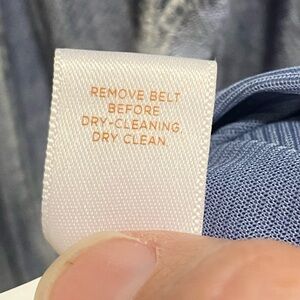 REMOVE BELT
BEFORE
DRY-CLEANING.
DRY CLEAN.